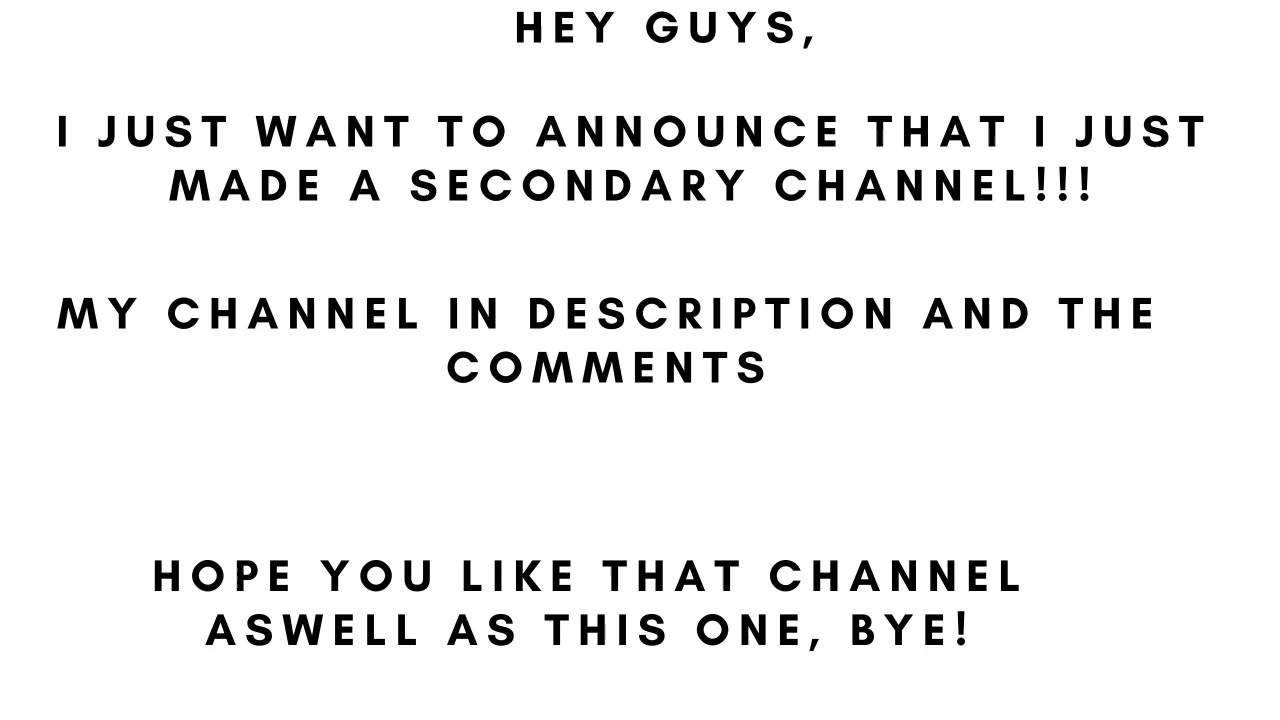 HEY GUYS,
I JUST WANT TO ANNOUNCE THAT I JUST
MADE A SECONDARY CHANNEL!!!
MY CHANNEL IN DESCRIPTION AND THE
COMMENTS
HOPE YOU LIKE THAT CHANNEL
ASWELL AS THIS ONE, BYE!